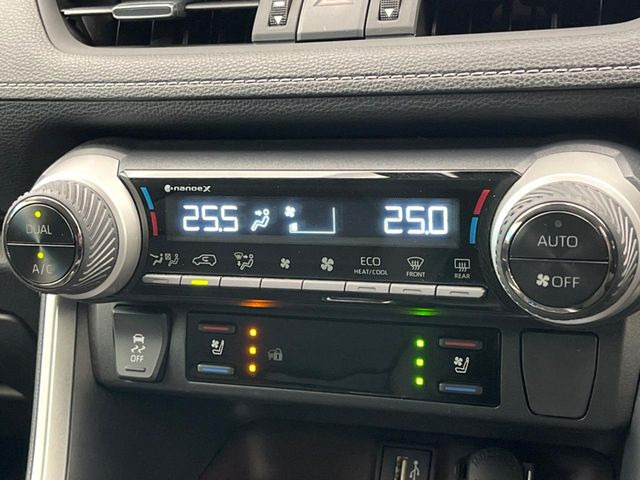 nanoeX
25.5
25.0
DUAL
A/C
AUTO
OFF
ECO
HEAT/COOL
FRONT
REAR
OFF